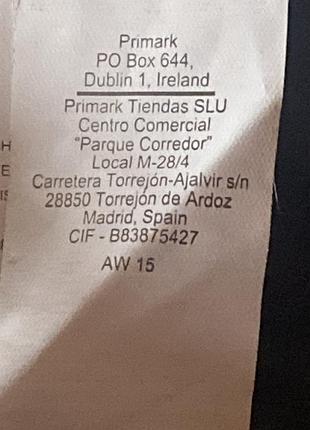 Primark
PO Box 644,
Dublin 1, Ireland
Primark Tiendas SLU
Centro Comercial
"Parque Corredor"
Local M-28/4
Carretera Torrejón-Ajalvir s/n
28850 Torrejón de Ardoz
Madrid, Spain
CIF - B83875427
AW 15